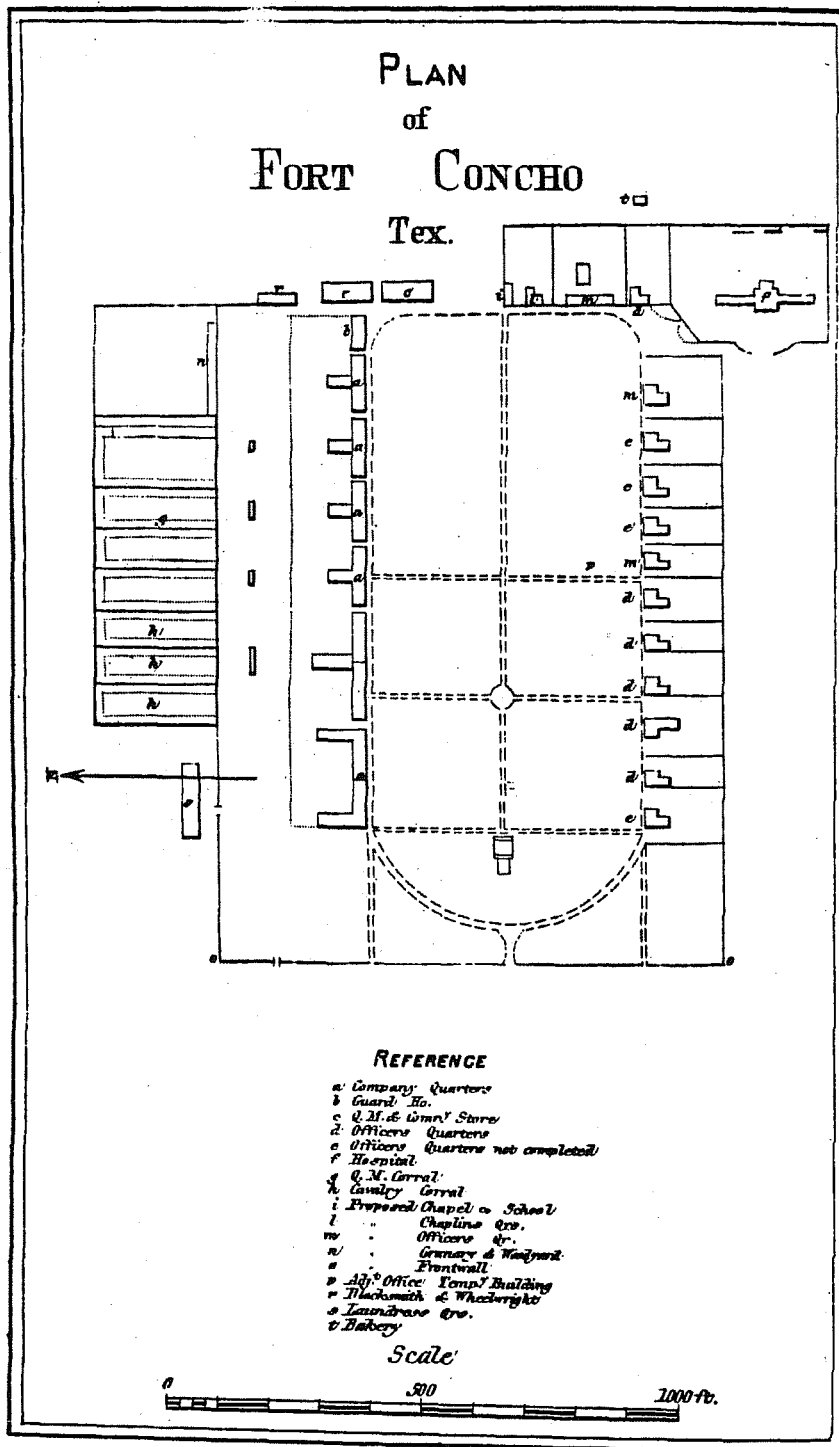 PLAN
of
FORT CONCHO
Tex.
t
r
r
i
l
m
d
f
b
n
a
m
a
e
g
a
e
p
m
a
d
h
d
h
d
h
d
N
d
s
a
e
o
o
REFERENCE
a Company Quarters
b Guard Ho.
c Q.M. & Comry Store
d Officers Quarters
e Officers Quarters not completed
f Hospital
g Q.M. Corral
h Cavalry Corral
i Proposed Chapel & School
l " Chaplins Qrs.
m " Officers Qr.
n " Granary & Woodyard
o " Frontwall
p Adjt. Office Tempy Building
r Blacksmith & Wheelwright
s Laundress Qrs.
t Bakery
Scale
0 500 1000 ft.